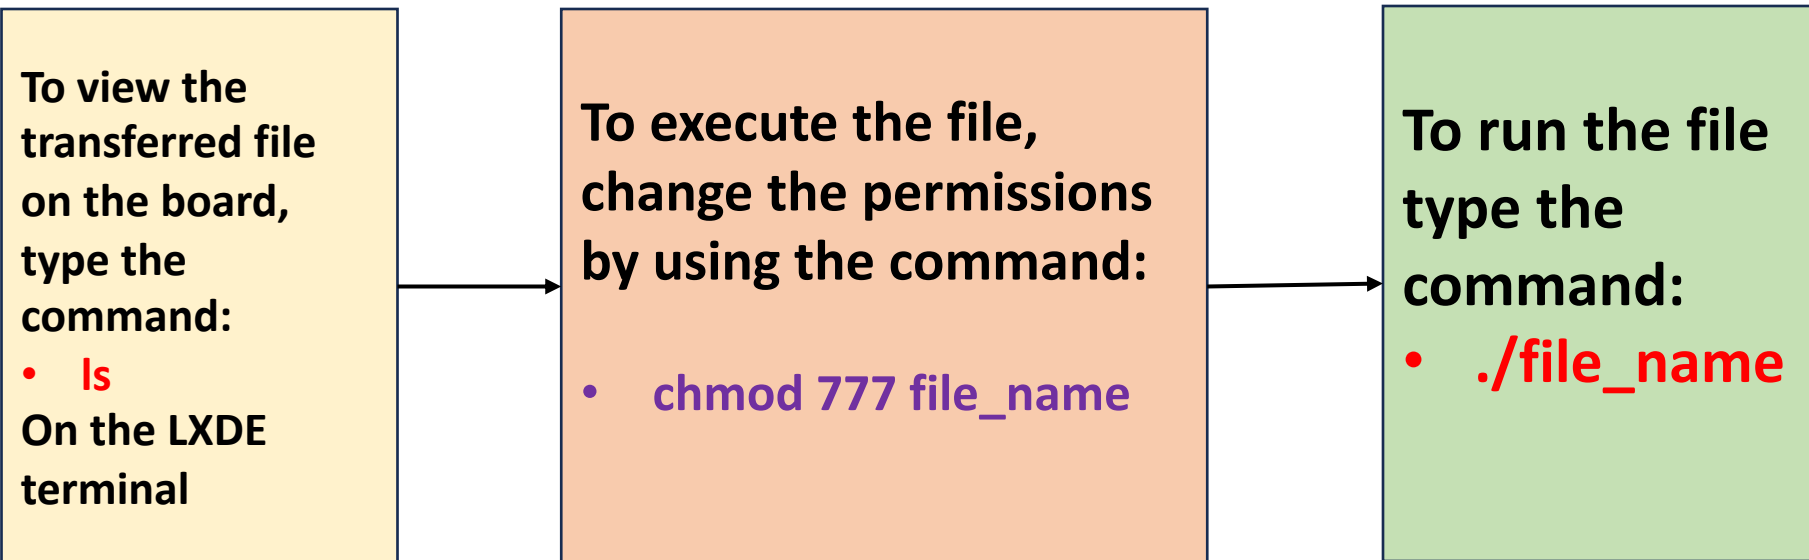 To view the
transferred file
on the board,
type the
command:
• ls
On the LXDE
terminal
To execute the file,
change the permissions
by using the command:
• chmod 777 file_name
To run the file
type the
command:
• ./file_name